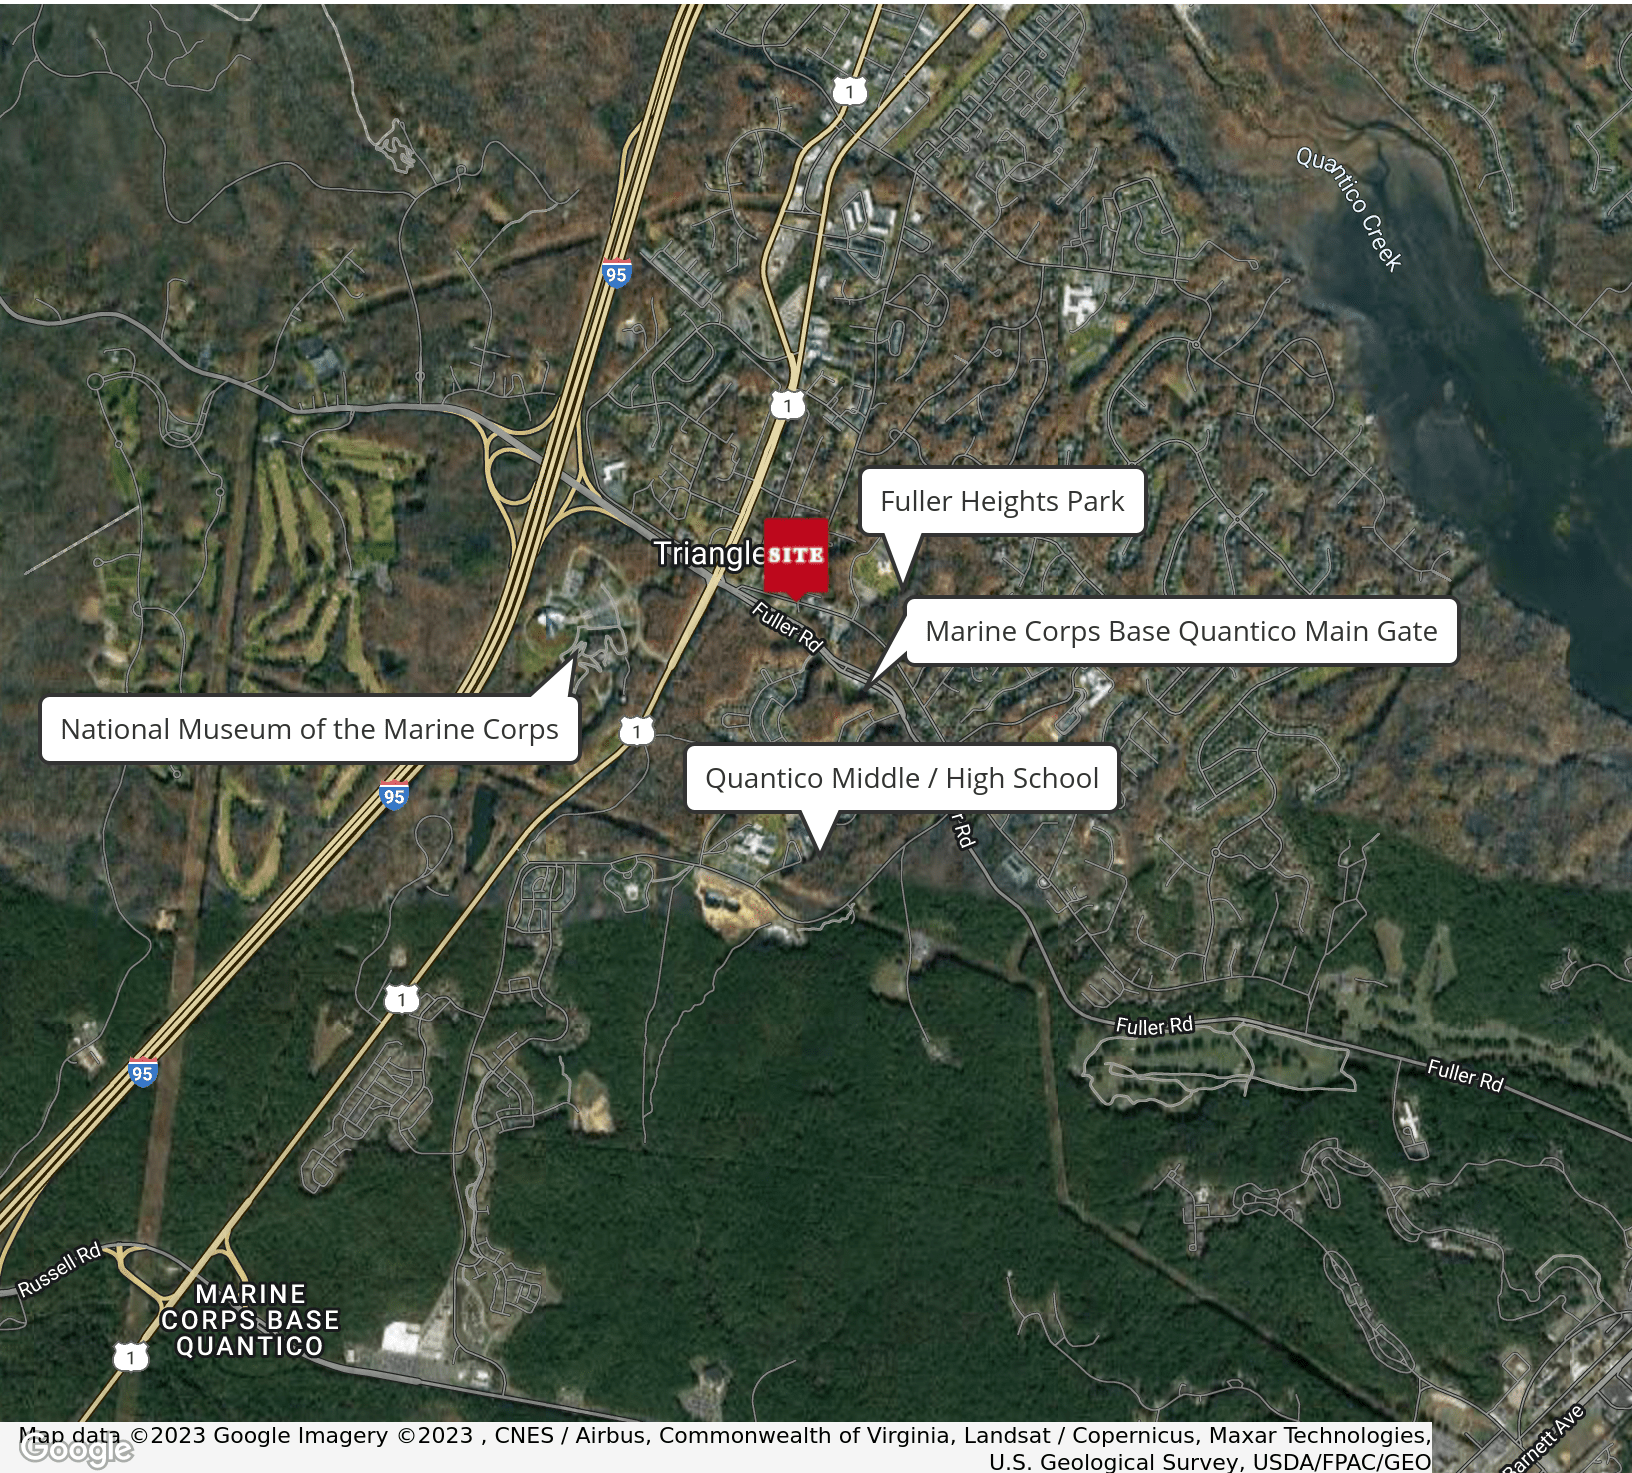 1
Quantico Creek
95
1
Fuller Heights Park
Triangle
SITE
Fuller Rd
Marine Corps Base Quantico Main Gate
National Museum of the Marine Corps
1
Quantico Middle / High School
95
r Rd
1
Fuller Rd
95
Fuller Rd
Russell Rd
MARINE
CORPS BASE
QUANTICO
1
Barnett Ave
Map data ©2023 Google Imagery ©2023 , CNES / Airbus, Commonwealth of Virginia, Landsat / Copernicus, Maxar Technologies,
U.S. Geological Survey, USDA/FPAC/GEO
Google